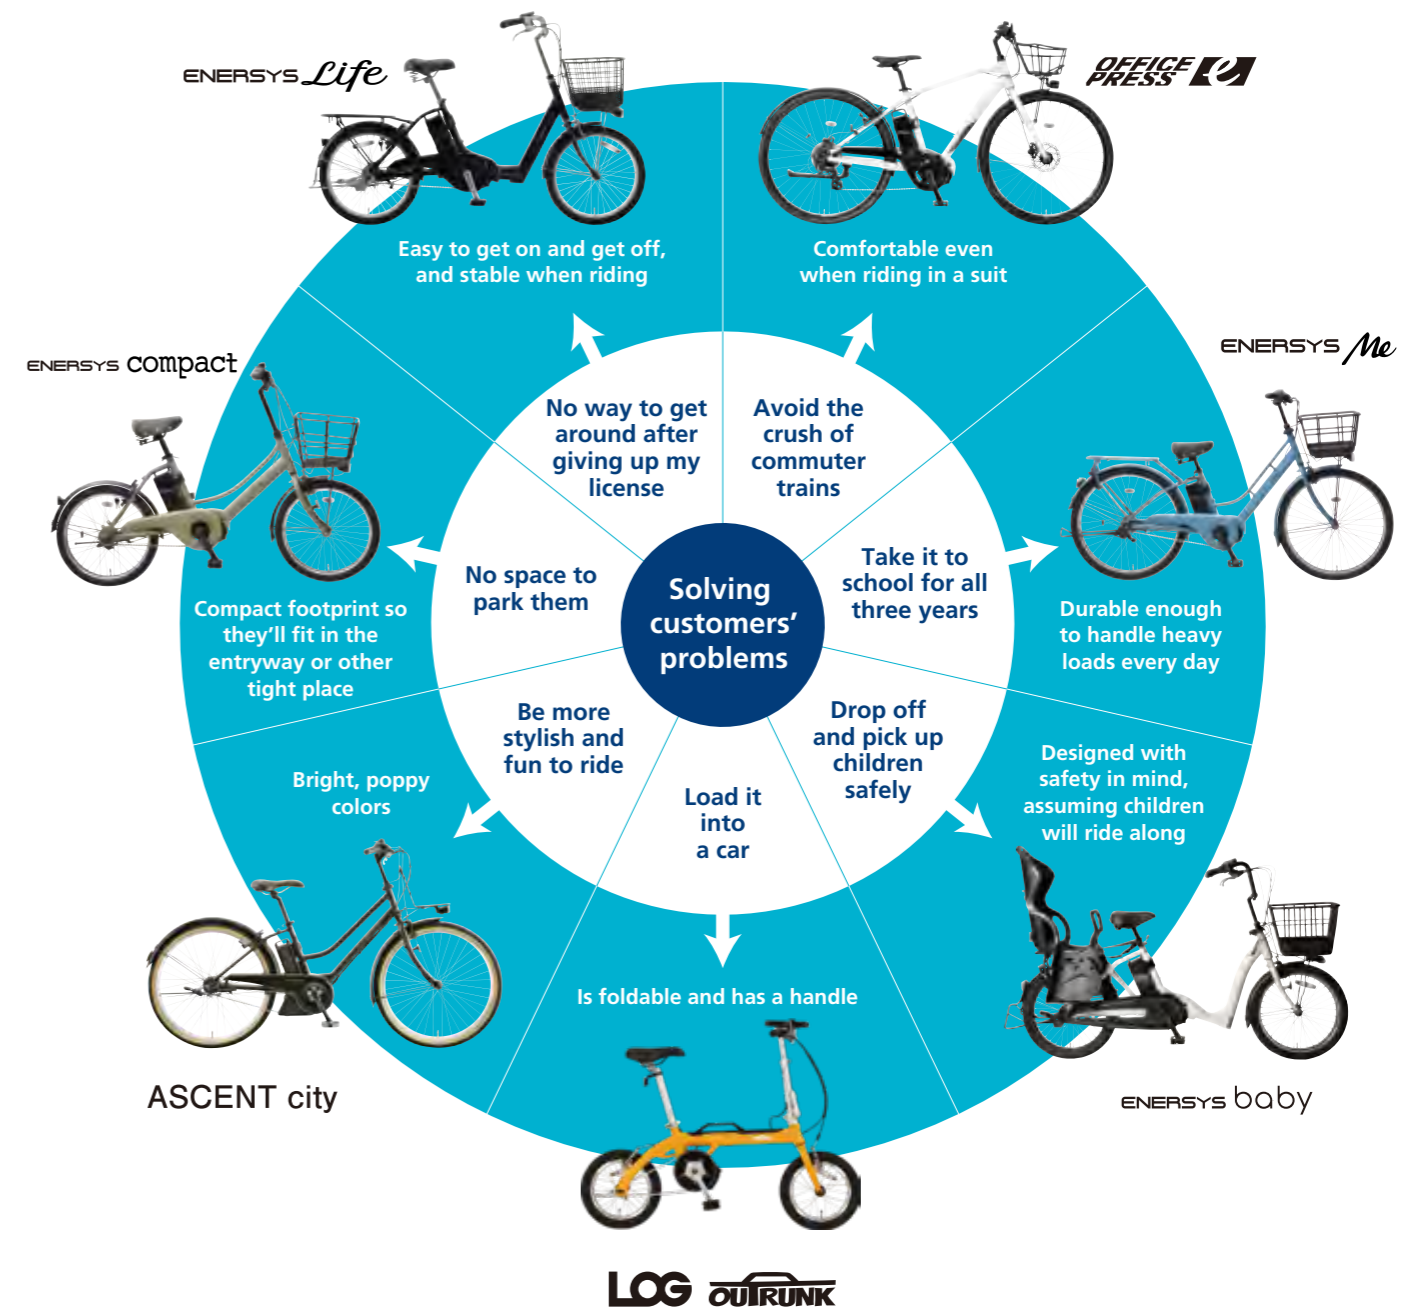 ENERSYS Life
OFFICE
PRESS e
Easy to get on and get off,
and stable when riding
Comfortable even
when riding in a suit
ENERSYS compact
ENERSYS Me
No way to get
around after
giving up my
license
Avoid the
crush of
commuter
trains
No space to
park them
Take it to
school for all
three years
Solving
customers’
problems
Compact footprint so
they’ll fit in the
entryway or other
tight place
Durable enough
to handle heavy
loads every day
Be more
stylish and
fun to ride
Drop off
and pick up
children
safely
Load it
into
a car
Bright, poppy
colors
Designed with
safety in mind,
assuming children
will ride along
Is foldable and has a handle
ASCENT city
ENERSYS baby
LOG OUTRUNK